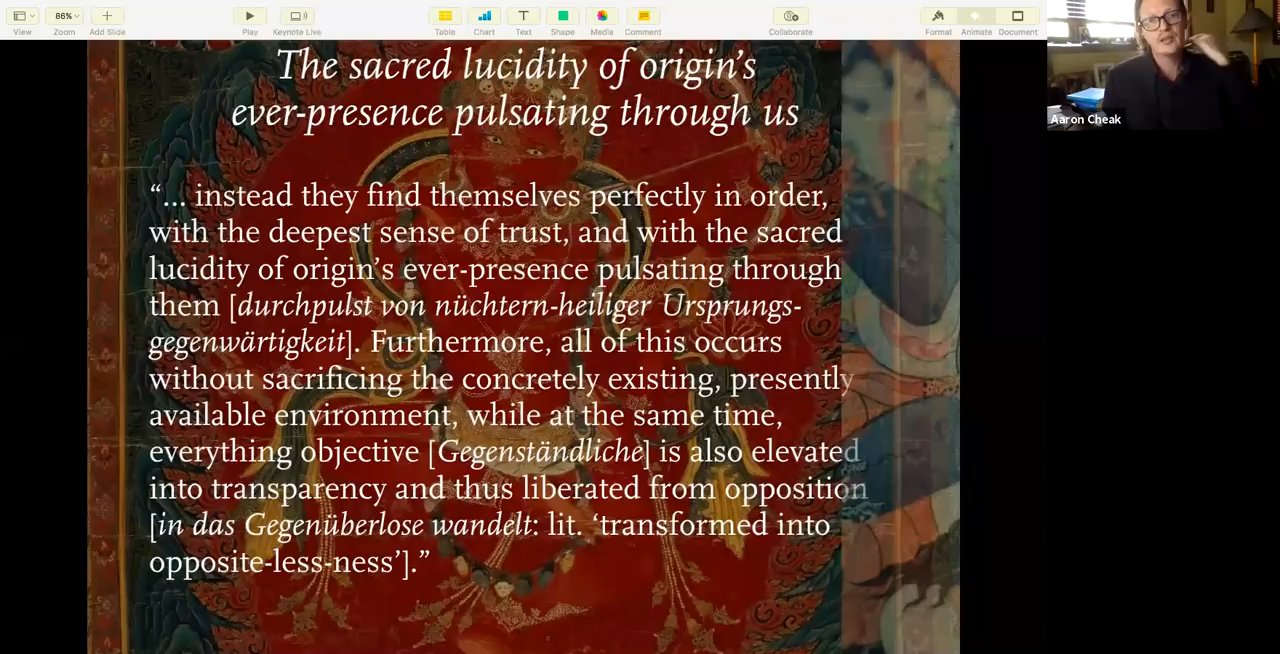 View
86%
Zoom
Add Slide
Play
Keynote Live
Table
Chart
Text
Shape
Media
Comment
Collaborate
Format
Animate
Document
Aaron Cheak
The sacred lucidity of origin’s
ever-presence pulsating through us
“... instead they find themselves perfectly in order,
with the deepest sense of trust, and with the sacred
lucidity of origin’s ever-presence pulsating through
them [durchpulst von nüchtern-heiliger Ursprungs-
gegenwärtigkeit]. Furthermore, all of this occurs
without sacrificing the concretely existing, presently
available environment, while at the same time,
everything objective [Gegenständliche] is also elevated
into transparency and thus liberated from opposition
[in das Gegenüberlose wandelt: lit. ‘transformed into
opposite-less-ness’].”